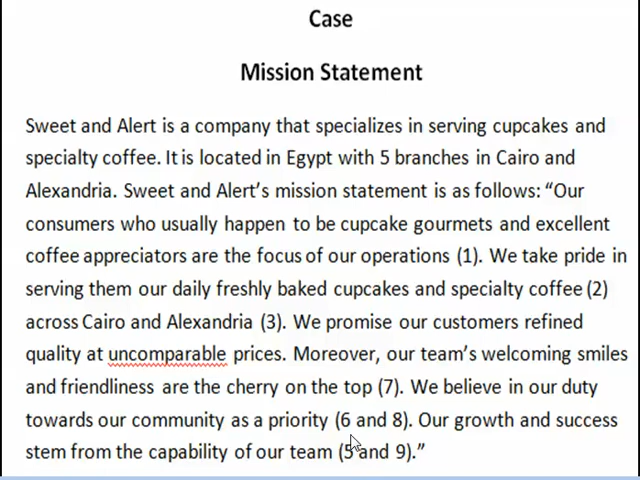 Case
Mission Statement
Sweet and Alert is a company that specializes in serving cupcakes and
specialty coffee. It is located in Egypt with 5 branches in Cairo and
Alexandria. Sweet and Alert’s mission statement is as follows: “Our
consumers who usually happen to be cupcake gourmets and excellent
coffee appreciators are the focus of our operations (1). We take pride in
serving them our daily freshly baked cupcakes and specialty coffee (2)
across Cairo and Alexandria (3). We promise our customers refined
quality at uncomparable prices. Moreover, our team’s welcoming smiles
and friendliness are the cherry on the top (7). We believe in our duty
towards our community as a priority (6 and 8). Our growth and success
stem from the capability of our team (5 and 9).”